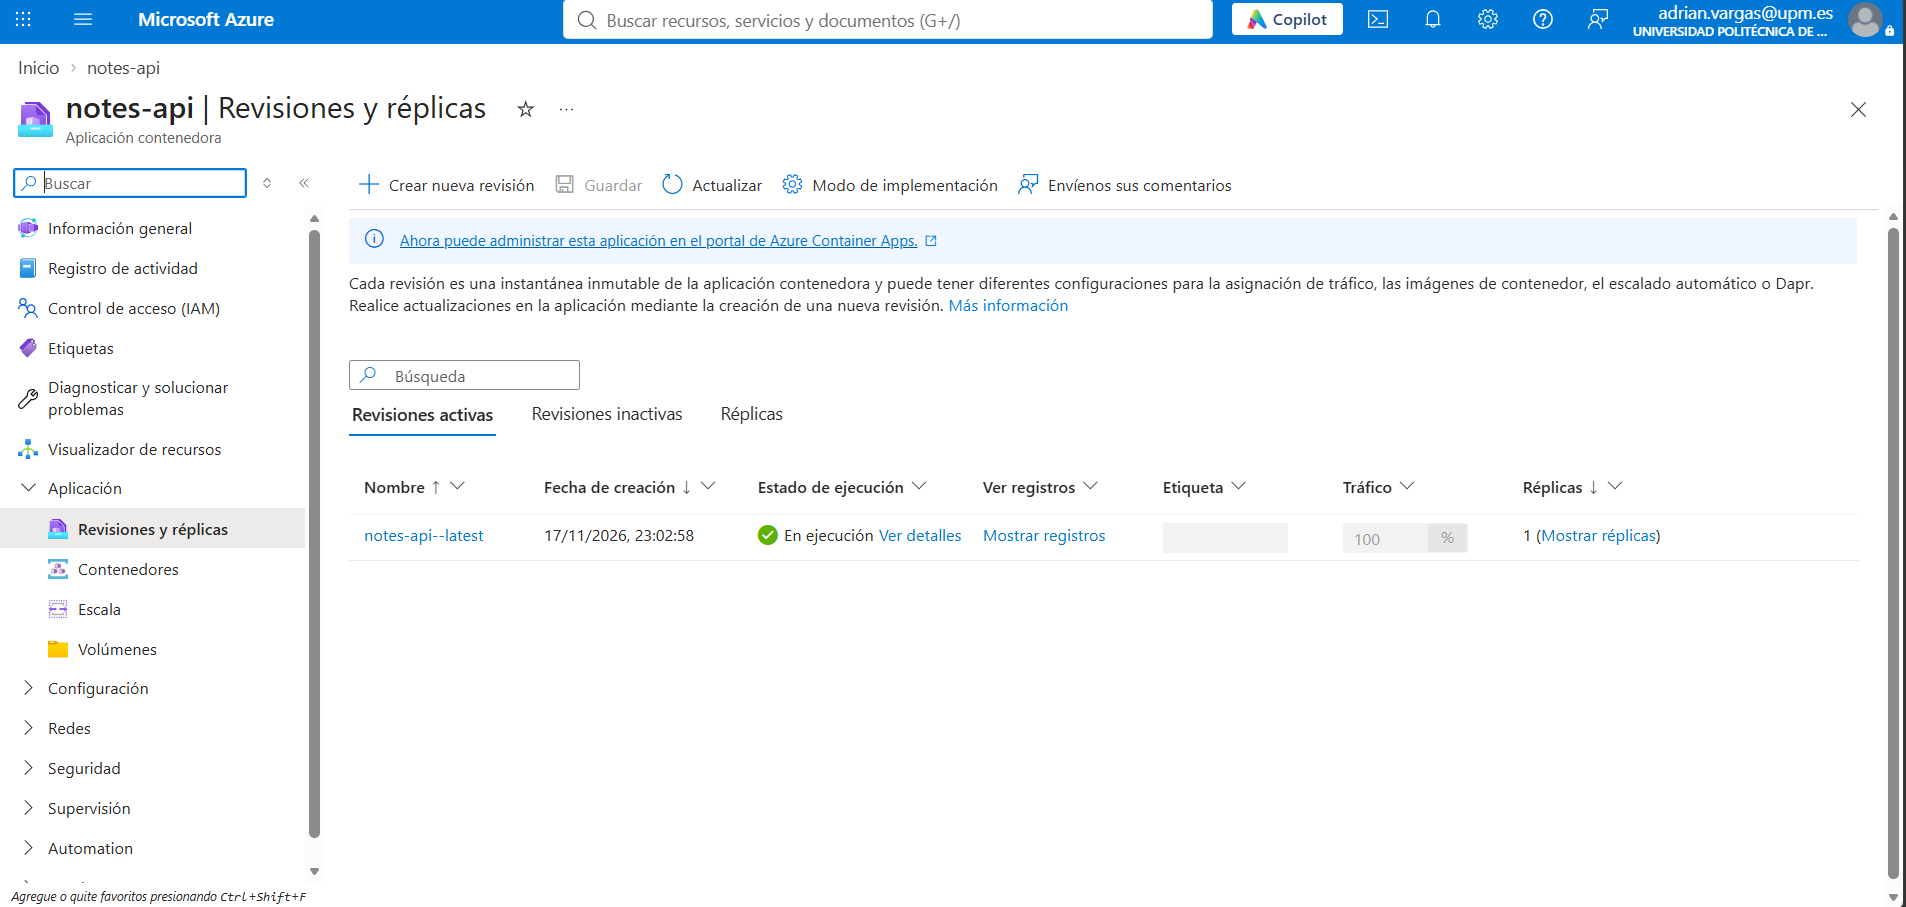 Microsoft Azure
Buscar recursos, servicios y documentos (G+/)
Copilot
adrian.vargas@upm.es
UNIVERSIDAD POLITÉCNICA DE ...
Inicio > notes-api
notes-api | Revisiones y réplicas
Aplicación contenedora
Buscar
Información general
Registro de actividad
Control de acceso (IAM)
Etiquetas
Diagnosticar y solucionar
problemas
Visualizador de recursos
Aplicación
Revisiones y réplicas
Contenedores
Escala
Volúmenes
Configuración
Redes
Seguridad
Supervisión
Automation
Agregue o quite favoritos presionando Ctrl+Shift+F
Crear nueva revisión Guardar Actualizar Modo de implementación Envíenos sus comentarios
Ahora puede administrar esta aplicación en el portal de Azure Container Apps.
Cada revisión es una instantánea inmutable de la aplicación contenedora y puede tener diferentes configuraciones para la asignación de tráfico, las imágenes de contenedor, el escalado automático o Dapr.
Realice actualizaciones en la aplicación mediante la creación de una nueva revisión. Más información
Búsqueda
Revisiones activas Revisiones inactivas Réplicas
Nombre ↑ Fecha de creación ↓ Estado de ejecución Ver registros Etiqueta Tráfico Réplicas ↓
notes-api--latest 17/11/2026, 23:02:58 En ejecución Ver detalles Mostrar registros 100 % 1 (Mostrar réplicas)